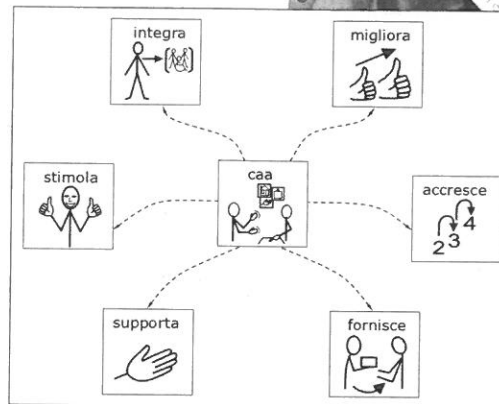 integra
migliora
stimola
caa
accresce
2 3 4
supporta
fornisce